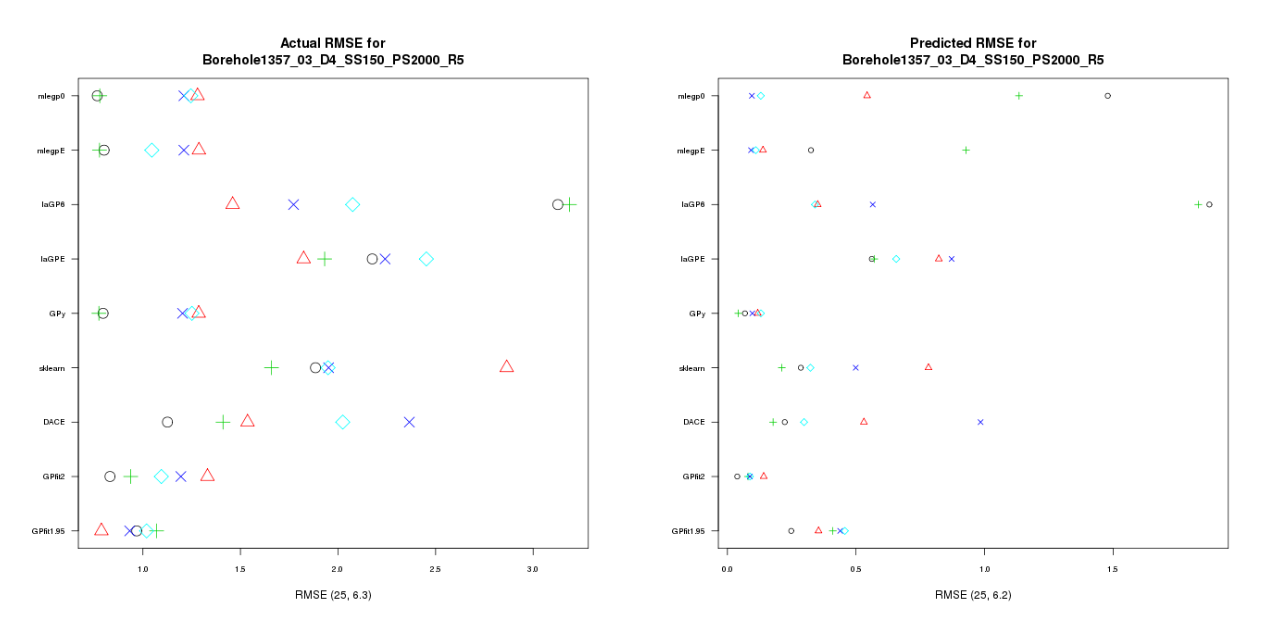 Actual RMSE for
Borehole1357_03_D4_SS150_PS2000_R5
mlegp0
mlegpE
laGP6
laGPE
GPy
sklearn
DACE
GPfit2
GPfit1.95
1.0 1.5 2.0 2.5 3.0
RMSE (25, 6.3)
Predicted RMSE for
Borehole1357_03_D4_SS150_PS2000_R5
mlegp0
mlegpE
laGP6
laGPE
GPy
sklearn
DACE
GPfit2
GPfit1.95
0.0 0.5 1.0 1.5
RMSE (25, 6.2)